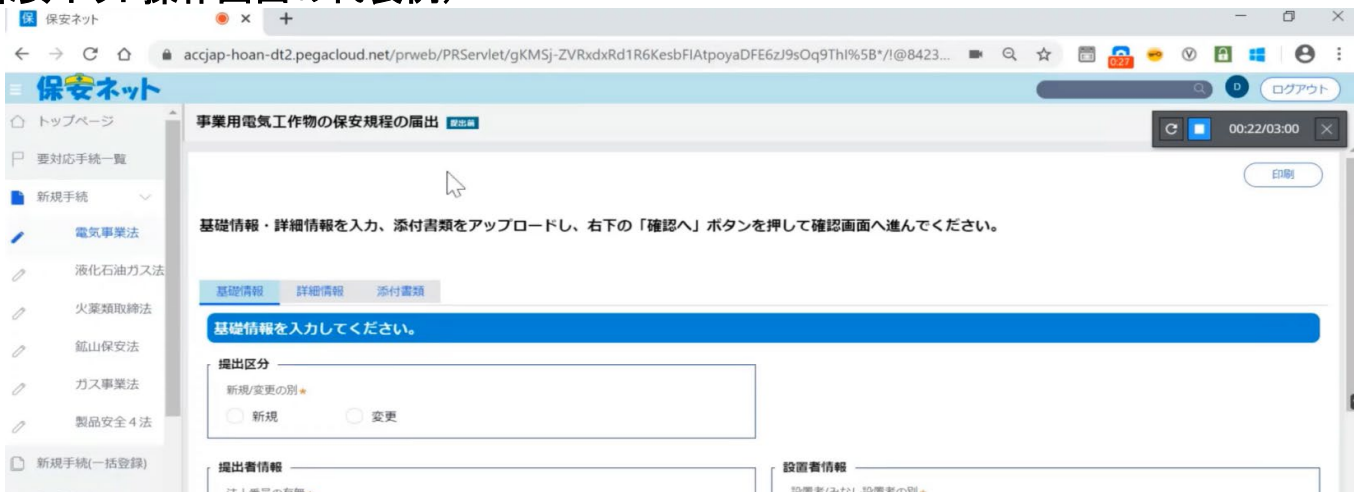 保安ネット
accjap-hoan-dt2.pegacloud.net/prweb/PRServlet/gKMSj-ZVRxdxRd1R6KesbFlAtpoyaDFE6zJ9sOq9Thl%5B*/!@8423...
0:27
保安ネット
D
ログアウト
トップページ
事業用電気工作物の保安規程の届出 提出前
00:22/03:00
要対応手続一覧
印刷
新規手続
基礎情報・詳細情報を入力、添付書類をアップロードし、右下の「確認へ」ボタンを押して確認画面へ進んでください。
電気事業法
液化石油ガス法
基礎情報 詳細情報 添付書類
火薬類取締法
基礎情報を入力してください。
鉱山保安法
提出区分
ガス事業法
新規/変更の別★
新規 変更
製品安全4法
新規手続(一括登録)
提出者情報 設置者情報